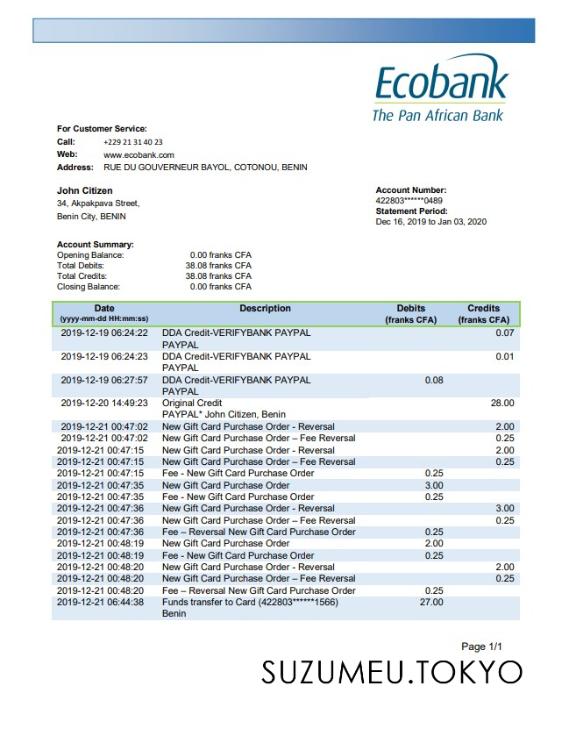 Ecobank
The Pan African Bank
For Customer Service:
Call: +229 21 31 40 23
Web: www.ecobank.com
Address: RUE DU GOUVERNEUR BAYOL, COTONOU, BENIN
John Citizen
34, Akpakpava Street,
Benin City, BENIN
Account Number:
422803******0489
Statement Period:
Dec 16, 2019 to Jan 03, 2020
Account Summary:
Opening Balance: 0.00 franks CFA
Total Debits: 38.08 franks CFA
Total Credits: 38.08 franks CFA
Closing Balance: 0.00 franks CFA
Date Description Debits Credits
(yyyy-mm-dd HH:mm:ss) (franks CFA) (franks CFA)
2019-12-19 06:24:22 DDA Credit-VERIFYBANK PAYPAL 0.07
PAYPAL
2019-12-19 06:24:23 DDA Credit-VERIFYBANK PAYPAL 0.01
PAYPAL
2019-12-19 06:27:57 DDA Credit-VERIFYBANK PAYPAL 0.08
PAYPAL
2019-12-20 14:49:23 Original Credit 28.00
PAYPAL* John Citizen, Benin
2019-12-21 00:47:02 New Gift Card Purchase Order - Reversal 2.00
2019-12-21 00:47:02 New Gift Card Purchase Order – Fee Reversal 0.25
2019-12-21 00:47:15 New Gift Card Purchase Order - Reversal 2.00
2019-12-21 00:47:15 New Gift Card Purchase Order – Fee Reversal 0.25
2019-12-21 00:47:15 Fee - New Gift Card Purchase Order 0.25
2019-12-21 00:47:35 New Gift Card Purchase Order 3.00
2019-12-21 00:47:35 Fee - New Gift Card Purchase Order 0.25
2019-12-21 00:47:36 New Gift Card Purchase Order - Reversal 3.00
2019-12-21 00:47:36 New Gift Card Purchase Order – Fee Reversal 0.25
2019-12-21 00:47:36 Fee – Reversal New Gift Card Purchase Order 0.25
2019-12-21 00:48:19 New Gift Card Purchase Order 2.00
2019-12-21 00:48:19 Fee - New Gift Card Purchase Order 0.25
2019-12-21 00:48:20 New Gift Card Purchase Order - Reversal 2.00
2019-12-21 00:48:20 New Gift Card Purchase Order – Fee Reversal 0.25
2019-12-21 00:48:20 Fee – Reversal New Gift Card Purchase Order 0.25
2019-12-21 06:44:38 Funds transfer to Card (422803******1566) 27.00
Benin
Page 1/1
SUZUMEU.TOKYO